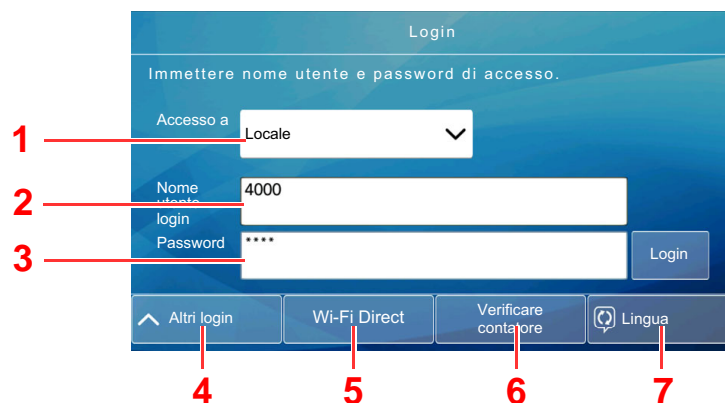 Login
Immettere nome utente e password di accesso.
Accesso a
Locale
1
Nome
utente
login
4000
2
Password
****
3
Login
Altri login
Wi-Fi Direct
Verificare
contatore
Lingua
4
5
6
7